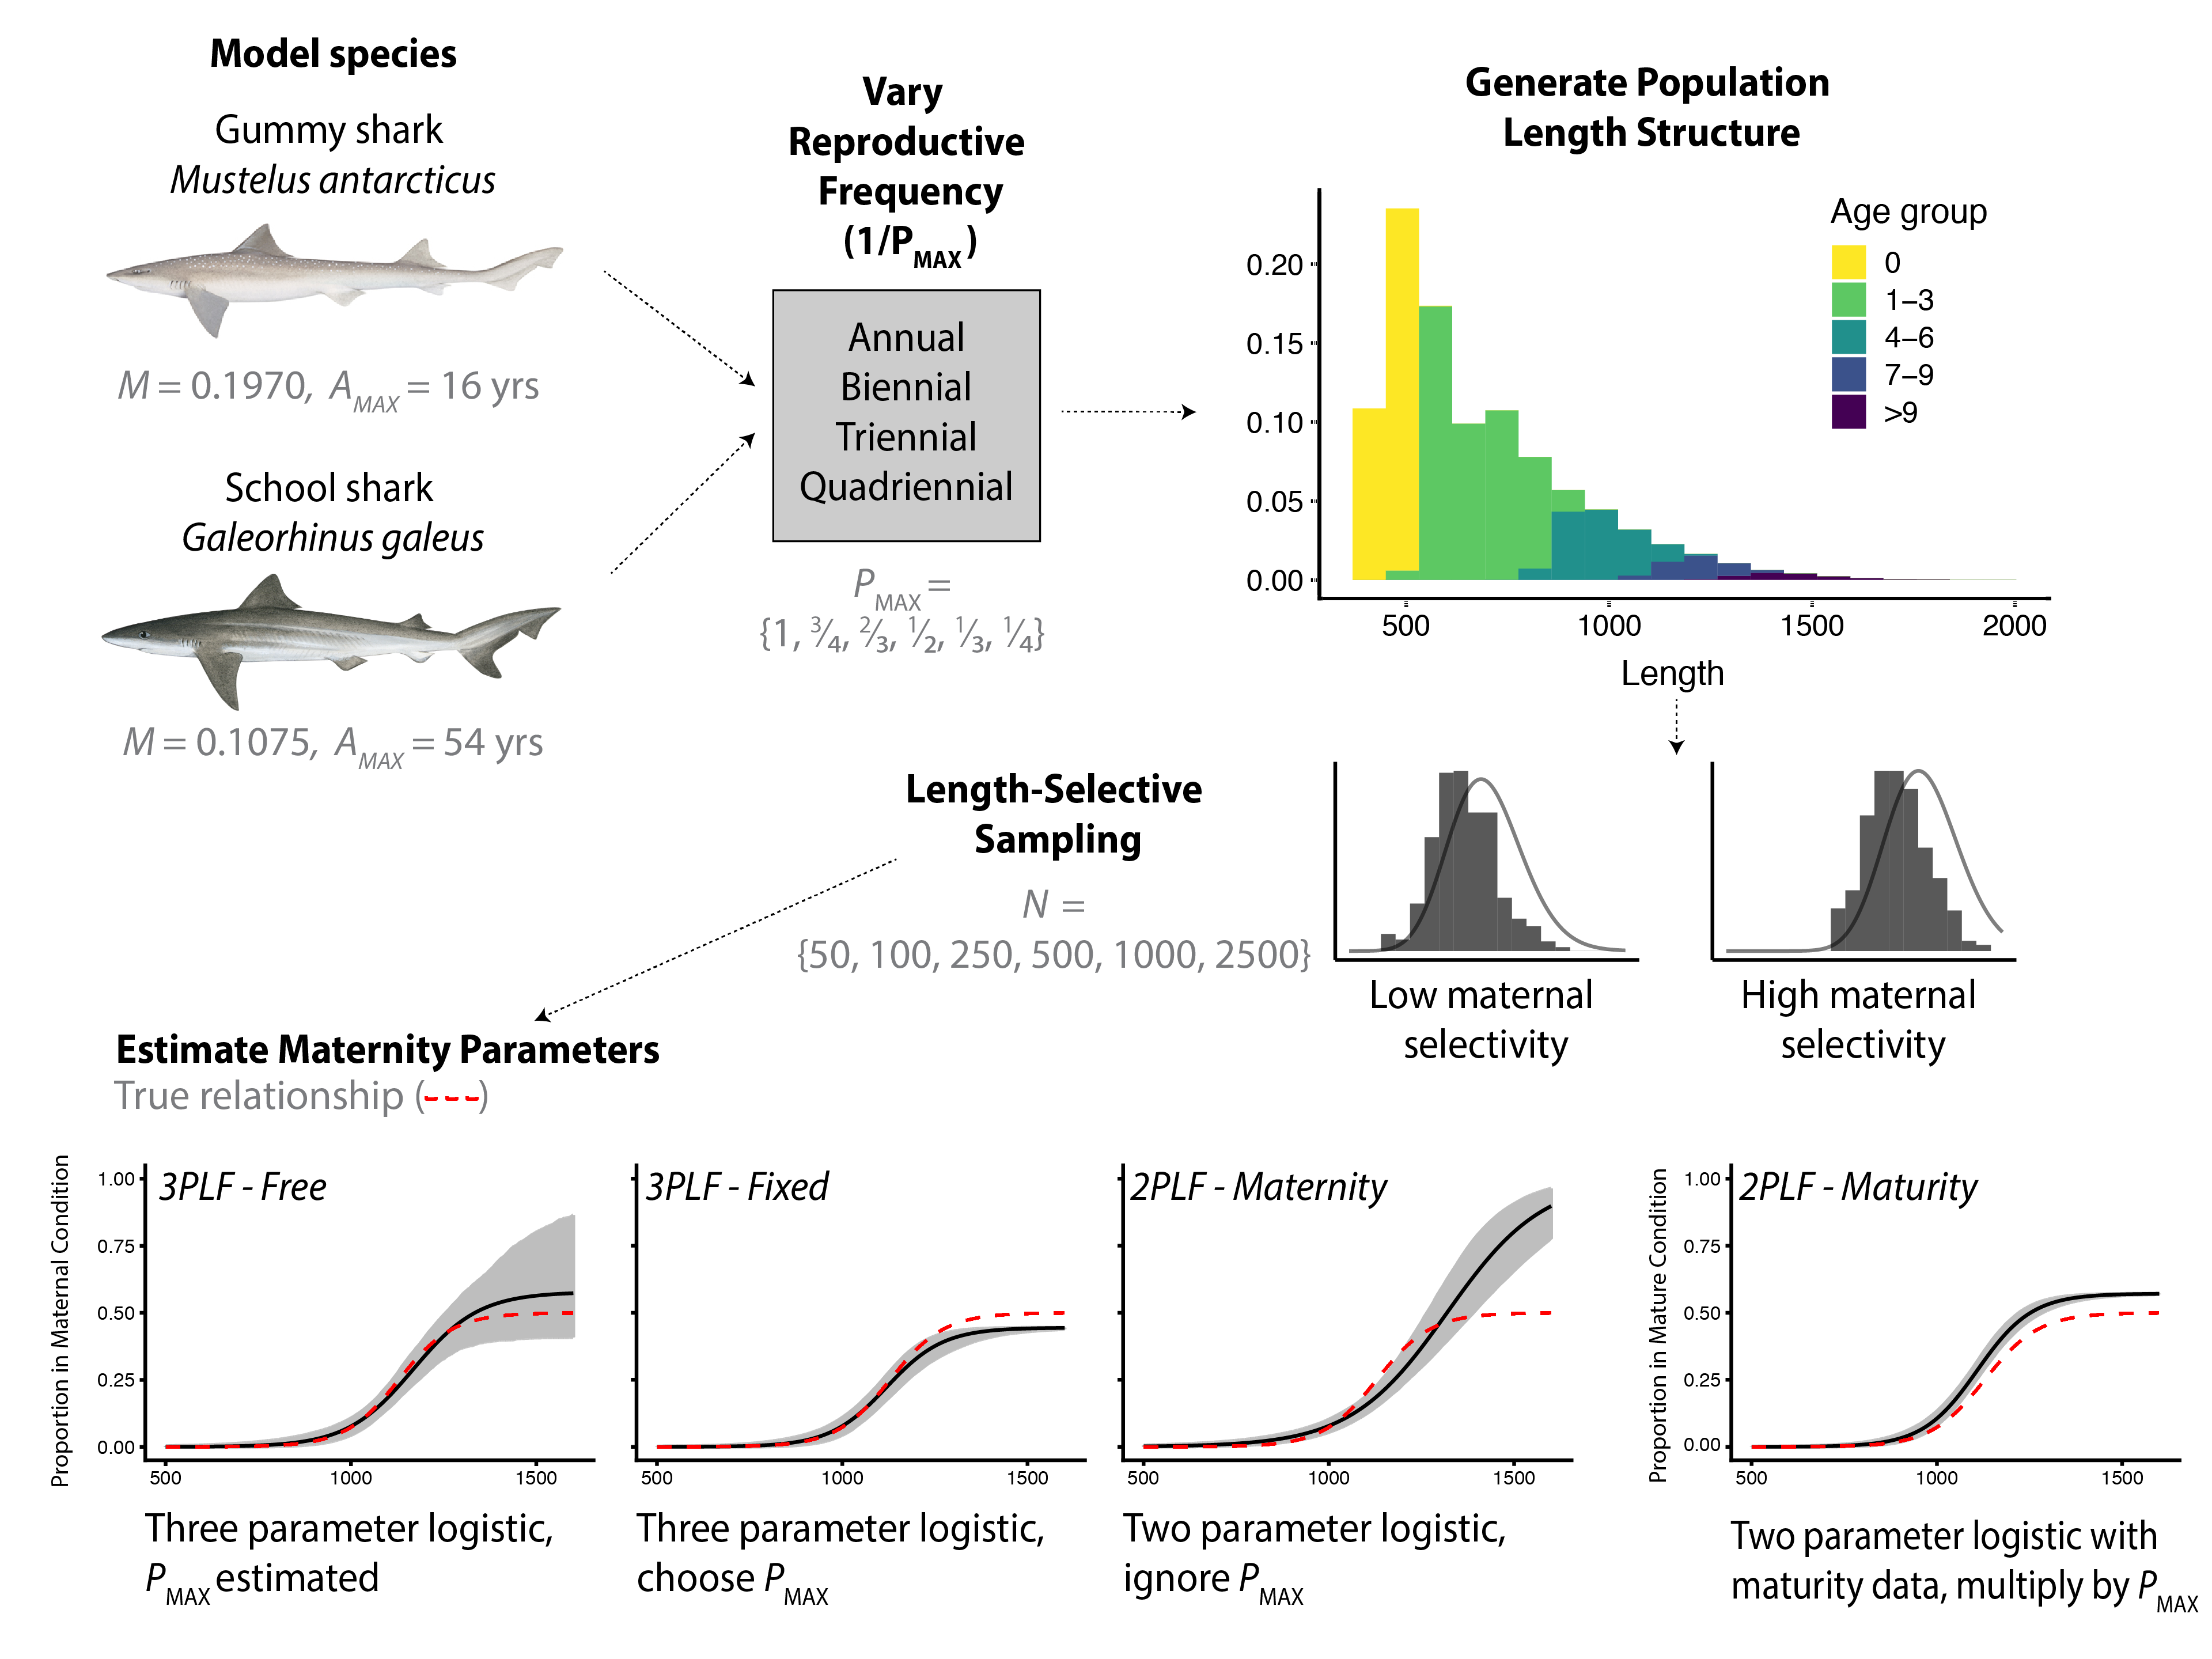 Model species
Gummy shark
Mustelus antarcticus
M = 0.1970, A MAX = 16 yrs
School shark
Galeorhinus galeus
M = 0.1075, A MAX = 54 yrs
Vary
Reproductive
Frequency
(1/P MAX)
Annual
Biennial
Triennial
Quadriennial
P MAX =
{1, 3/4, 2/3, 1/2, 1/3, 1/4}
Generate Population
Length Structure
Age group
0
1–3
4–6
7–9
>9
0.20
0.15
0.10
0.05
0.00
500 1000 1500 2000
Length
Length-Selective
Sampling
N =
{50, 100, 250, 500, 1000, 2500}
Low maternal
selectivity
High maternal
selectivity
Estimate Maternity Parameters
True relationship (---)
Proportion in Maternal Condition
1.00
0.75
0.50
0.25
0.00
3PLF - Free
500 1000 1500
Three parameter logistic,
P MAX estimated
3PLF - Fixed
500 1000 1500
Three parameter logistic,
choose P MAX
2PLF - Maternity
500 1000 1500
Two parameter logistic,
ignore P MAX
Proportion in Mature Condition
1.00
0.75
0.50
0.25
0.00
2PLF - Maturity
500 1000 1500
Two parameter logistic with
maturity data, multiply by P MAX